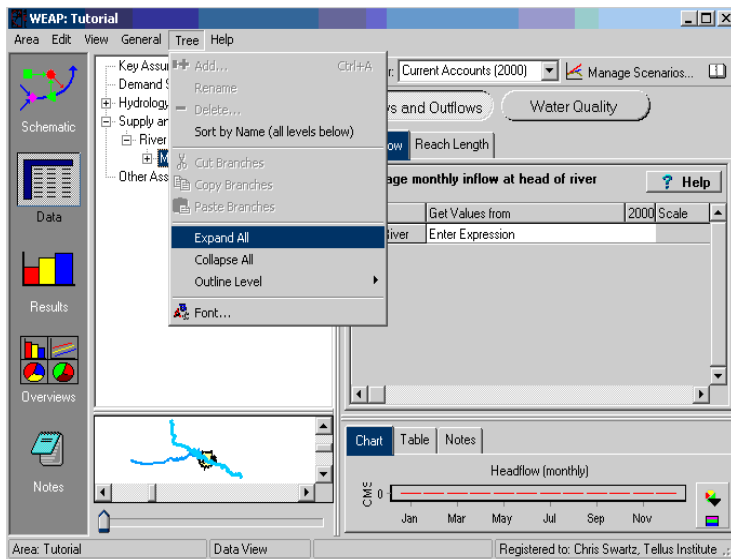 WEAP: Tutorial
Area Edit View General Tree Help
Key Assu
Demand S
Hydrology
Supply ar
River
M
Other Ass
Add... Ctrl+A
Rename
Delete...
Sort by Name (all levels below)
Cut Branches
Copy Branches
Paste Branches
Expand All
Collapse All
Outline Level
Font...
r: Current Accounts (2000) Manage Scenarios...
ws and Outflows Water Quality
ow Reach Length
age monthly inflow at head of river Help
Get Values from 2000 Scale
River Enter Expression
Schematic
Data
Results
Overviews
Notes
Chart Table Notes
Headflow (monthly)
CMS
0
Jan Mar May Jul Sep Nov
Area: Tutorial Data View Registered to: Chris Swartz, Tellus Institute